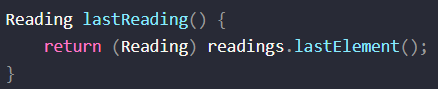 Reading lastReading() {
    return (Reading) readings.lastElement();
}